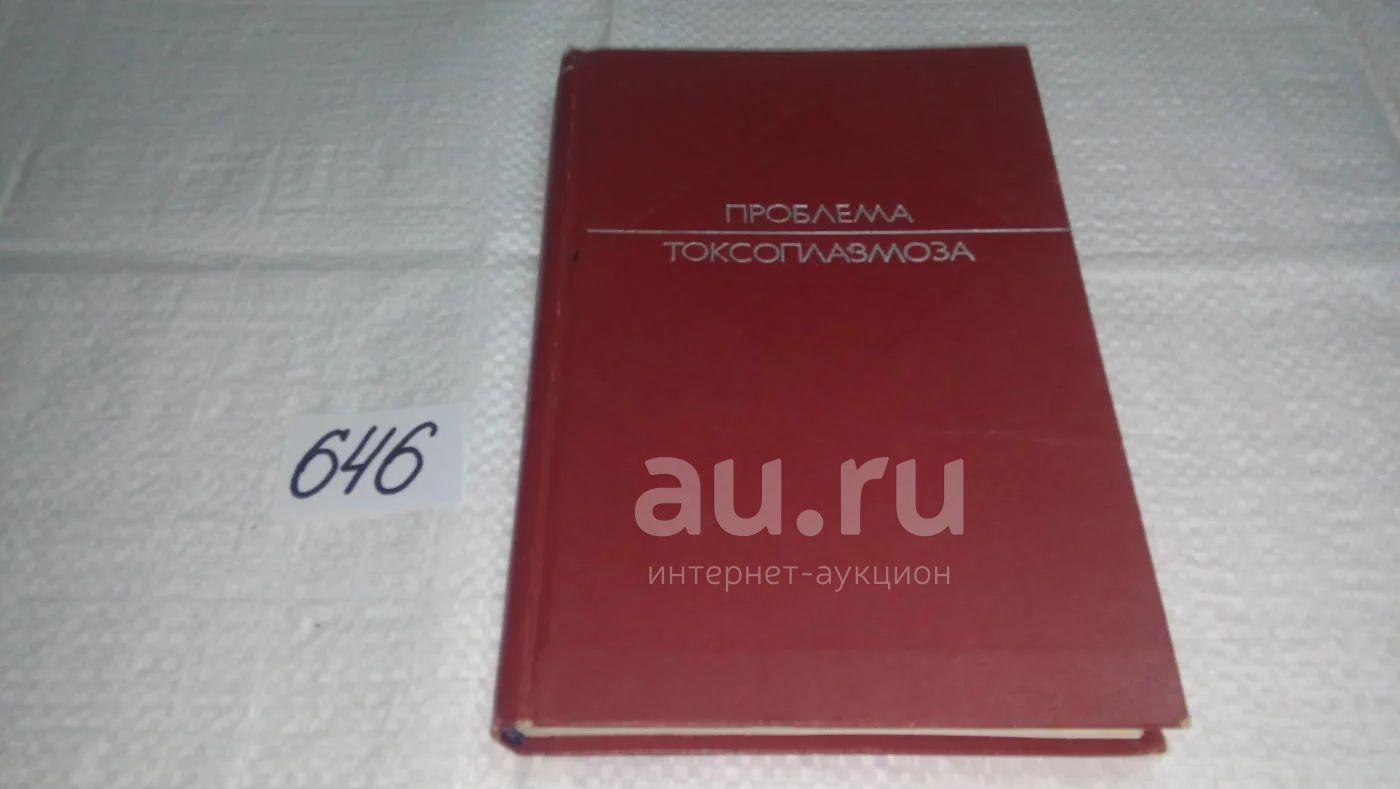 ПРОБЛЕМА
ТОКСОПЛАЗМОЗА
646
au.ru
интернет-аукцион